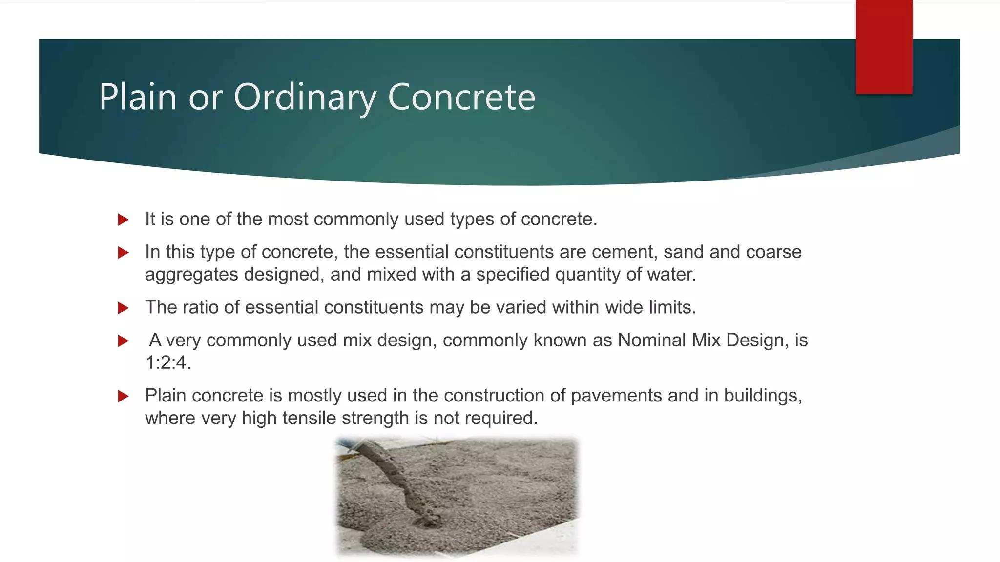 Plain or Ordinary Concrete
It is one of the most commonly used types of concrete.
In this type of concrete, the essential constituents are cement, sand and coarse
aggregates designed, and mixed with a specified quantity of water.
The ratio of essential constituents may be varied within wide limits.
A very commonly used mix design, commonly known as Nominal Mix Design, is
1:2:4.
Plain concrete is mostly used in the construction of pavements and in buildings,
where very high tensile strength is not required.